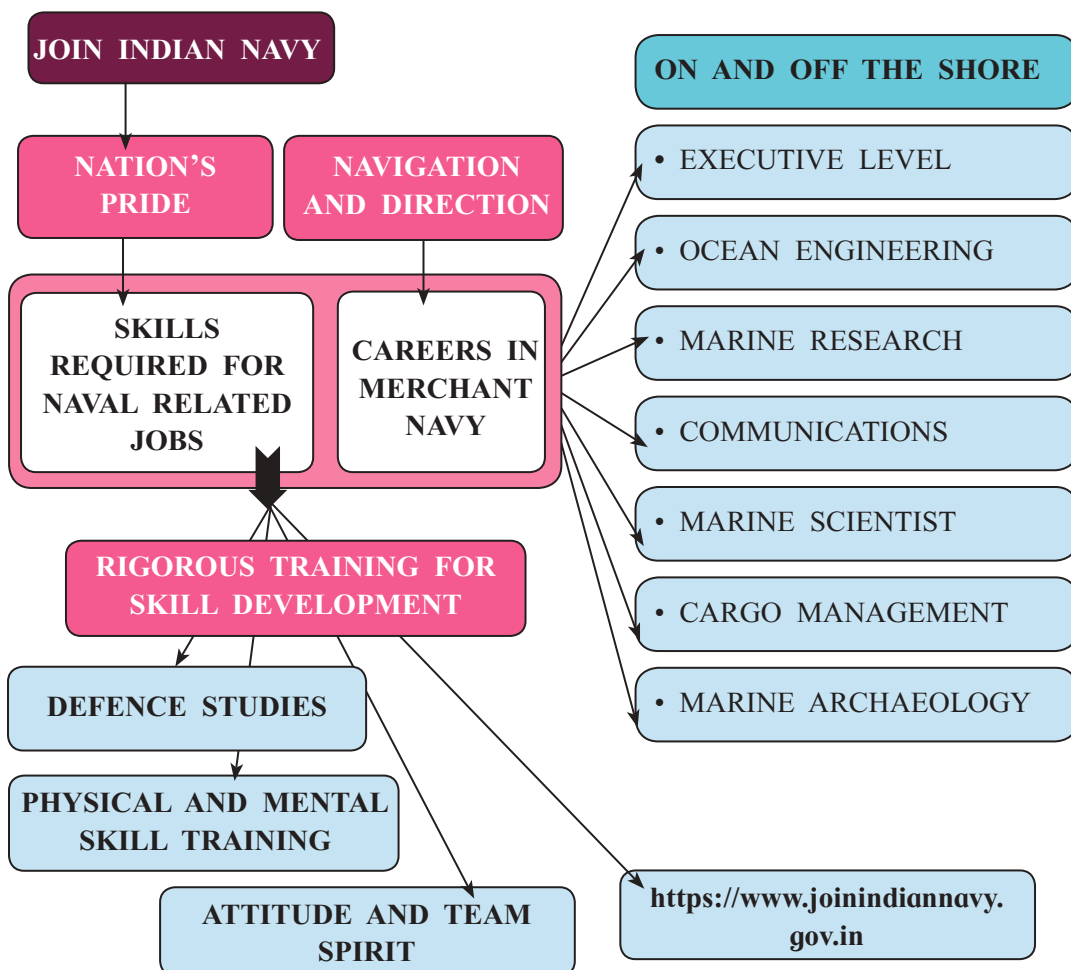 JOIN INDIAN NAVY
NATION’S
PRIDE
NAVIGATION
AND DIRECTION
SKILLS
REQUIRED FOR
NAVAL RELATED
JOBS
CAREERS IN
MERCHANT
NAVY
RIGOROUS TRAINING FOR
SKILL DEVELOPMENT
DEFENCE STUDIES
PHYSICAL AND MENTAL
SKILL TRAINING
ATTITUDE AND TEAM
SPIRIT
https://www.joinindiannavy.
gov.in
ON AND OFF THE SHORE
• EXECUTIVE LEVEL
• OCEAN ENGINEERING
• MARINE RESEARCH
• COMMUNICATIONS
• MARINE SCIENTIST
• CARGO MANAGEMENT
• MARINE ARCHAEOLOGY